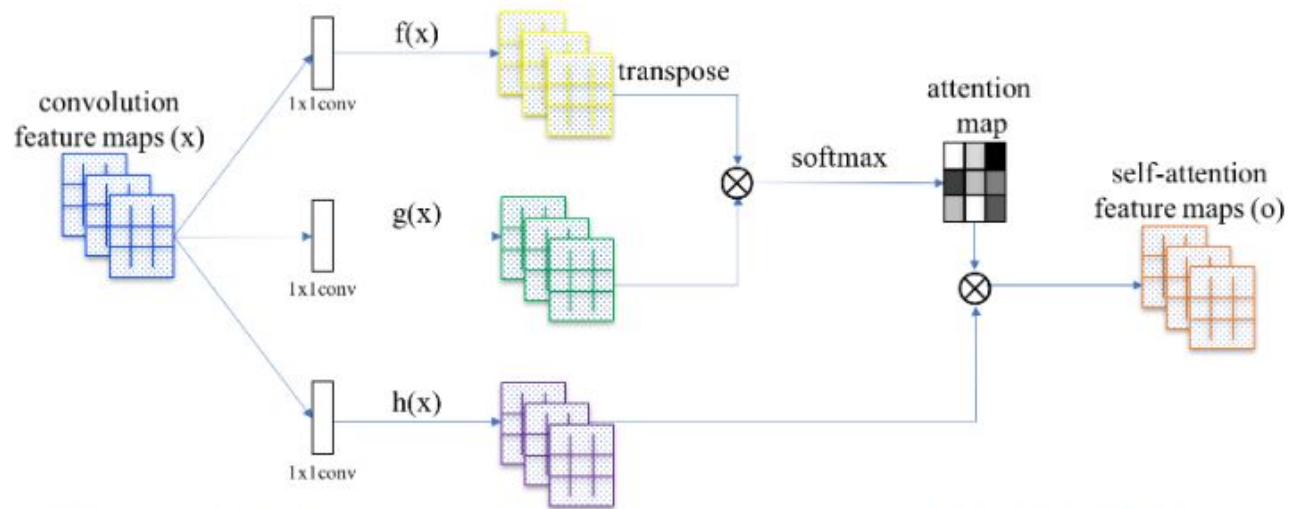 convolution
feature maps (x)
1x1conv
f(x)
transpose
1x1conv
g(x)
1x1conv
h(x)
softmax
attention
map
self-attention
feature maps (o)